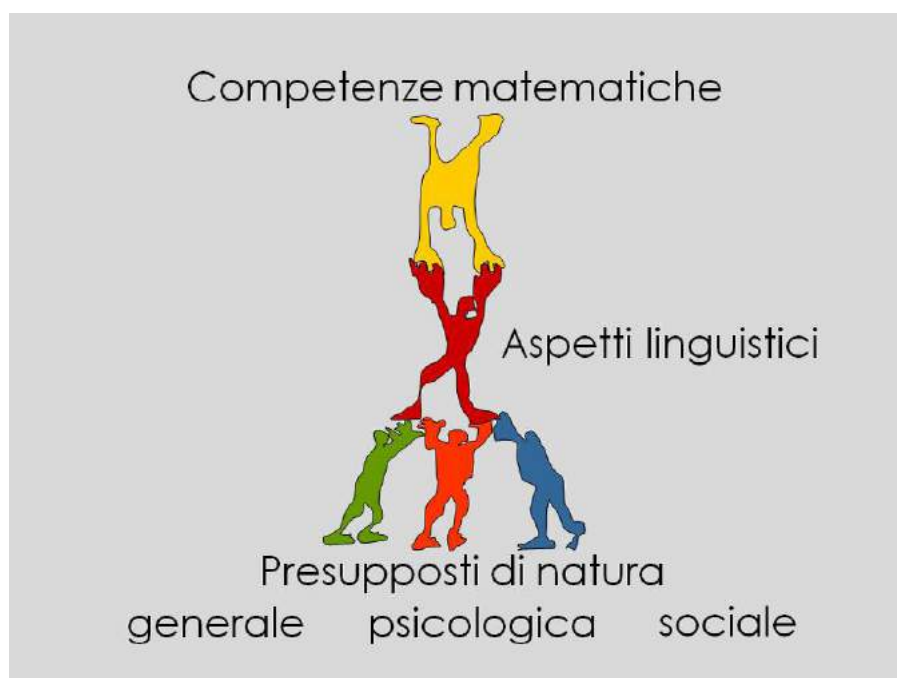 Competenze matematiche
Aspetti linguistici
Presupposti di natura
generale psicologica sociale